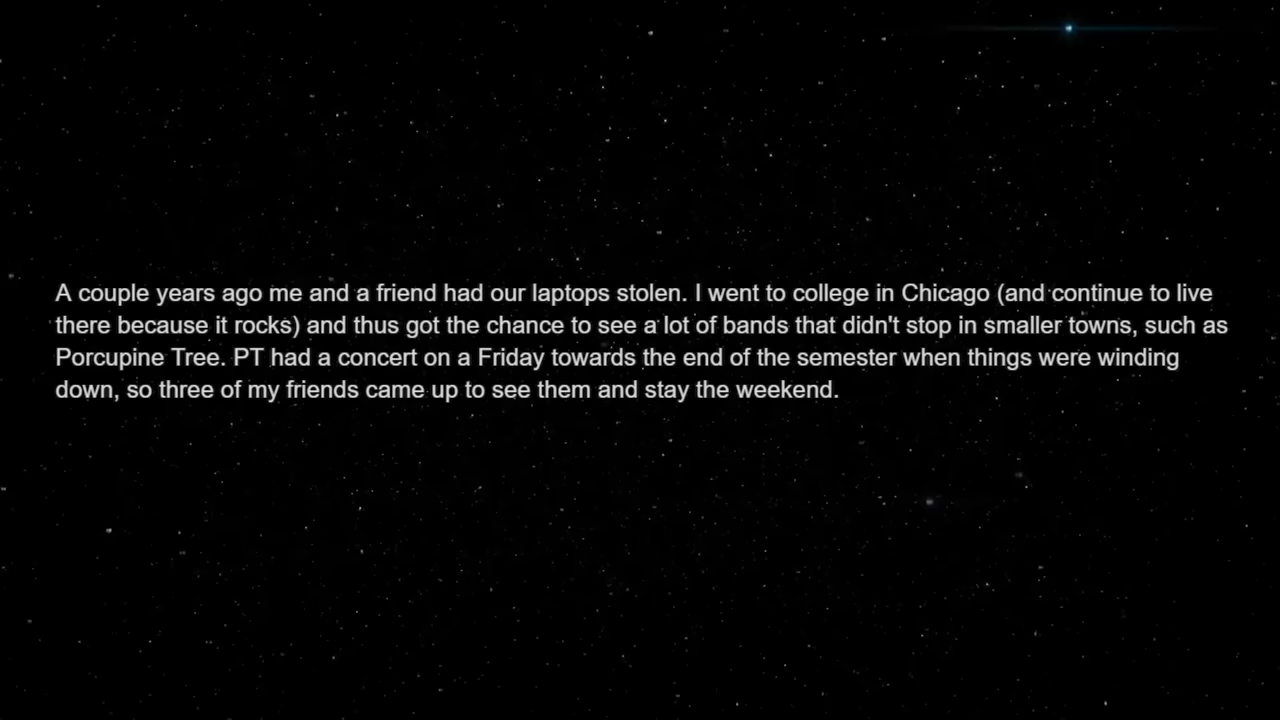 A couple years ago me and a friend had our laptops stolen. I went to college in Chicago (and continue to live
there because it rocks) and thus got the chance to see a lot of bands that didn't stop in smaller towns, such as
Porcupine Tree. PT had a concert on a Friday towards the end of the semester when things were winding
down, so three of my friends came up to see them and stay the weekend.